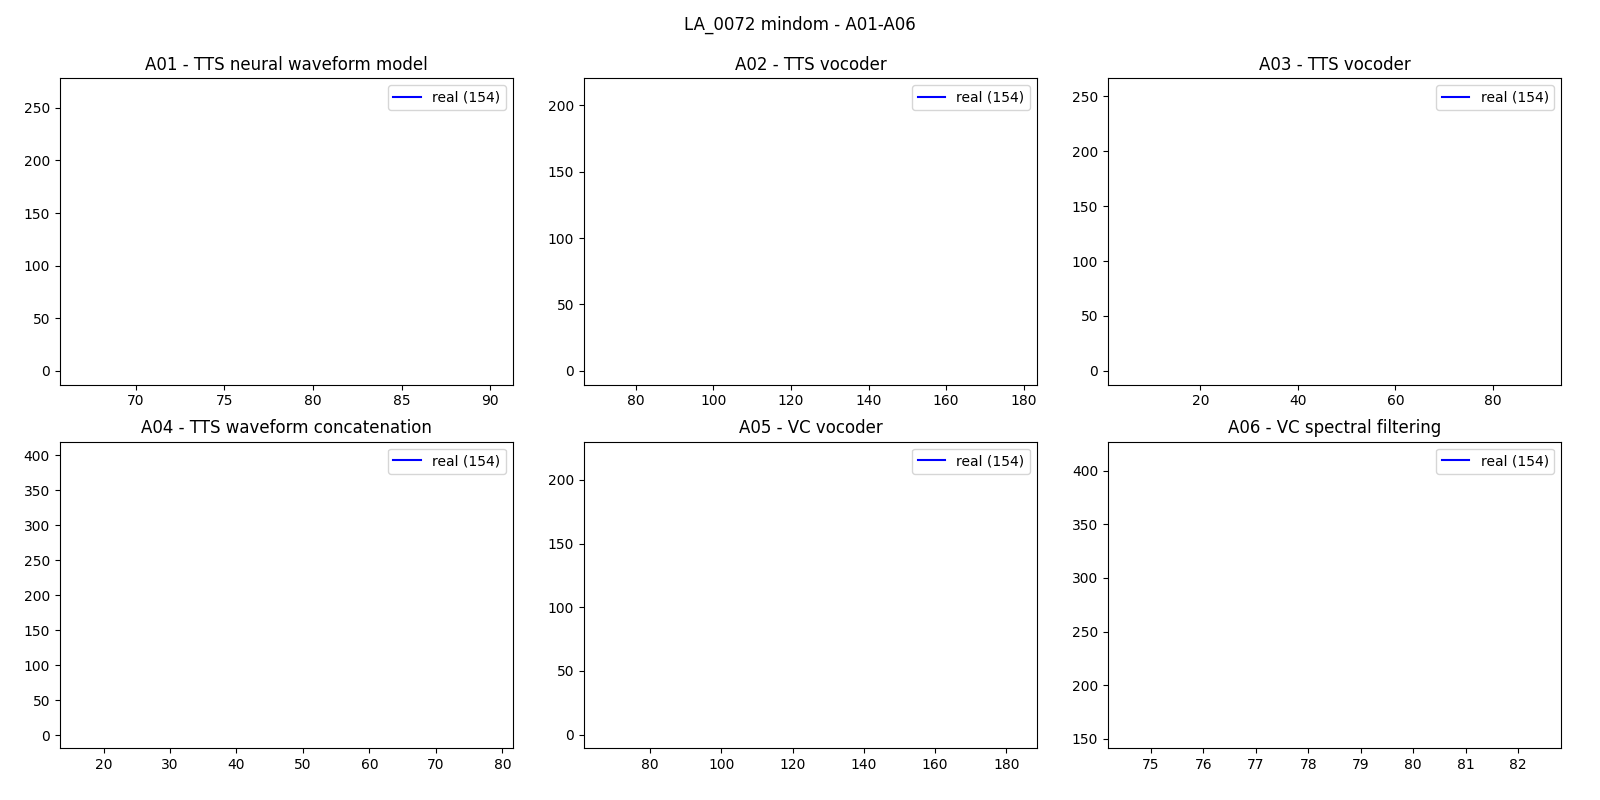 LA_0072 mindom - A01-A06
A01 - TTS neural waveform model
real (154)
250
200
150
100
50
0
70 75 80 85 90
A02 - TTS vocoder
real (154)
200
150
100
50
0
80 100 120 140 160 180
A03 - TTS vocoder
real (154)
250
200
150
100
50
0
20 40 60 80
A04 - TTS waveform concatenation
real (154)
400
350
300
250
200
150
100
50
0
20 30 40 50 60 70 80
A05 - VC vocoder
real (154)
200
150
100
50
0
80 100 120 140 160 180
A06 - VC spectral filtering
real (154)
400
350
300
250
200
150
75 76 77 78 79 80 81 82